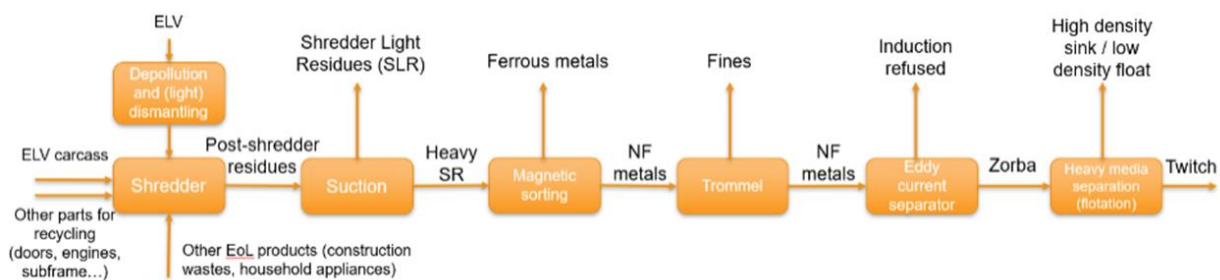 ELV
Depollution
and (light)
dismantling
ELV carcass
Other parts for
recycling
(doors, engines,
subframe...)
Shredder
Other EoL products (construction
wastes, household appliances)
Post-shredder
residues
Shredder Light
Residues (SLR)
Suction
Heavy
SR
Ferrous metals
Magnetic
sorting
NF
metals
Fines
Trommel
NF
metals
Induction
refused
Eddy
current
separator
Zorba
High density
sink / low
density float
Heavy media
separation
(flotation)
Twitch